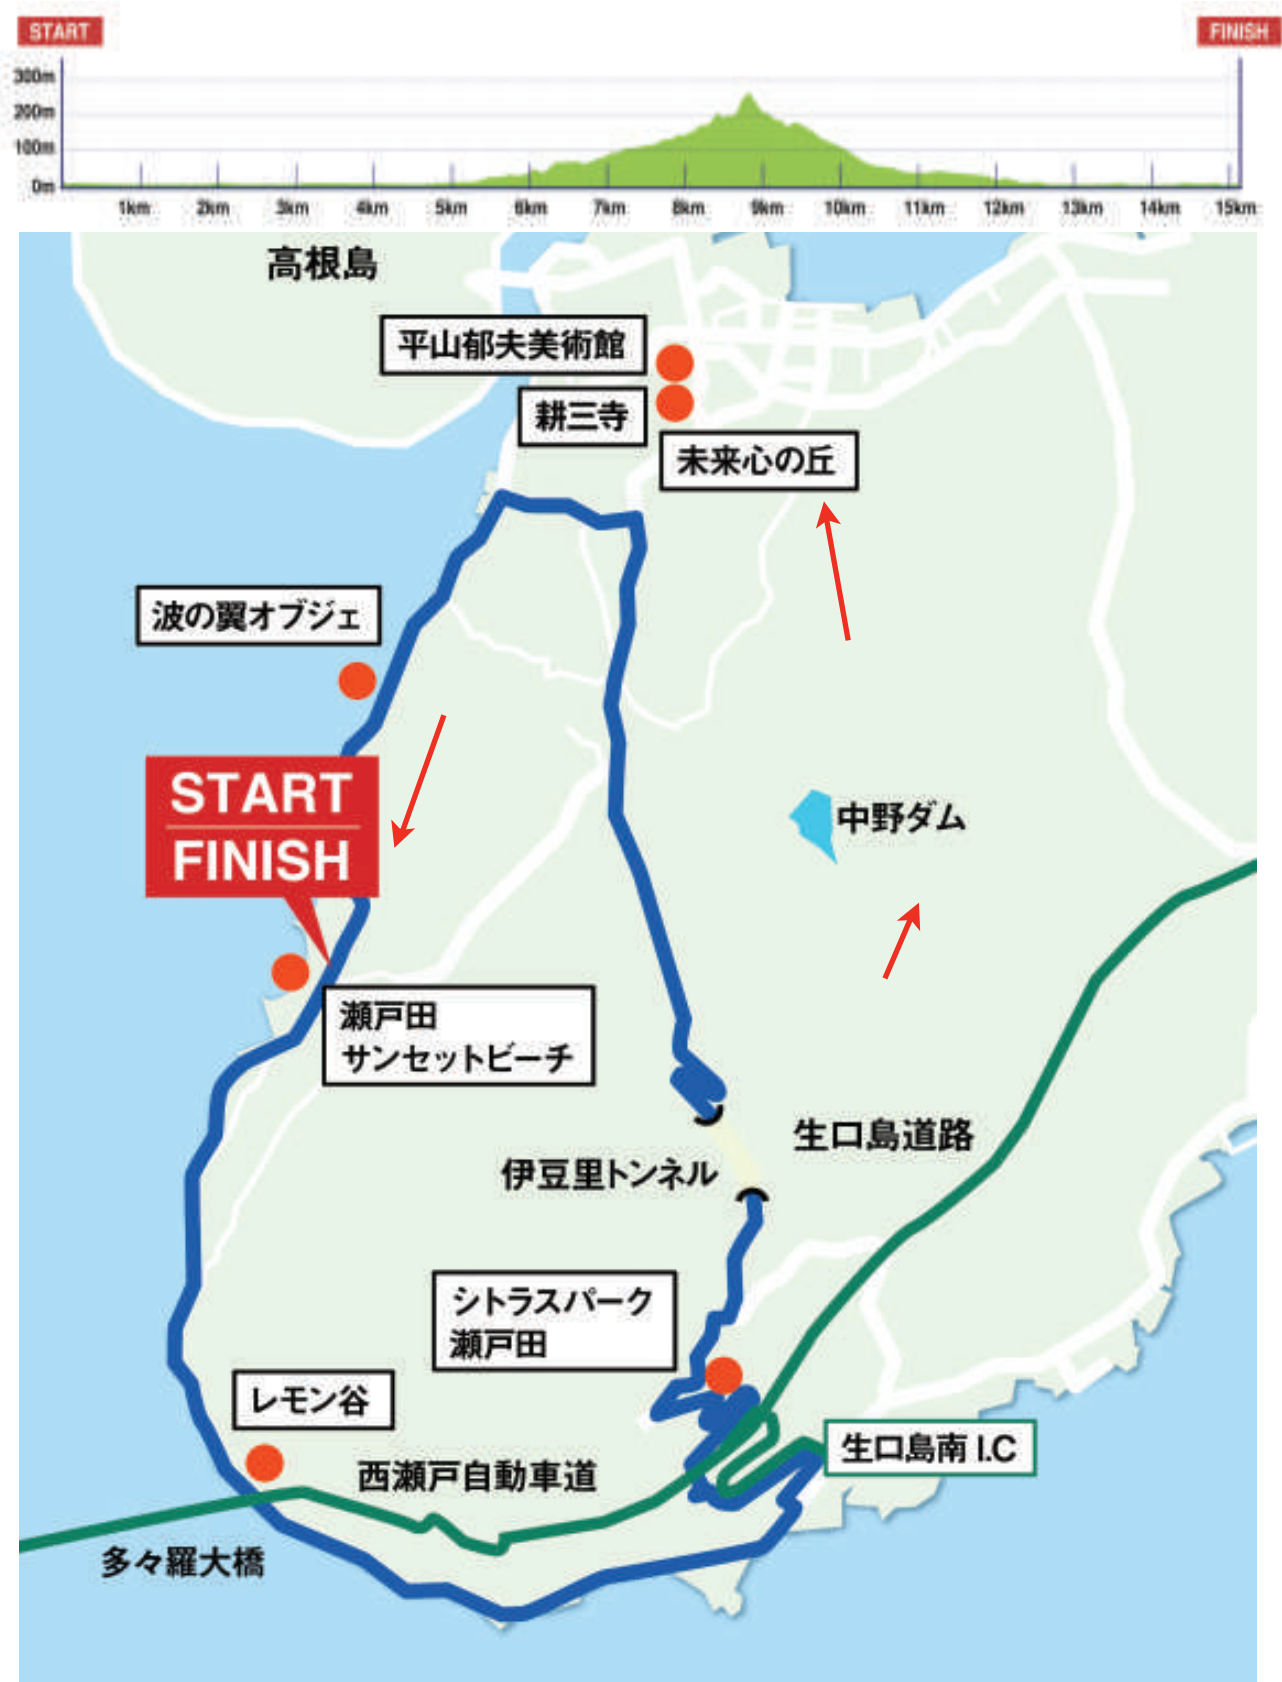 START
FINISH
300m
200m
100m
0m
1km 2km 3km 4km 5km 6km 7km 8km 9km 10km 11km 12km 13km 14km 15km
高根島
平山郁夫美術館
耕三寺
未来心の丘
波の翼オブジェ
START
FINISH
中野ダム
瀬戸田
サンセットビーチ
生口島道路
伊豆里トンネル
シトラスパーク
瀬戸田
レモン谷
生口島南 I.C
西瀬戸自動車道
多々羅大橋